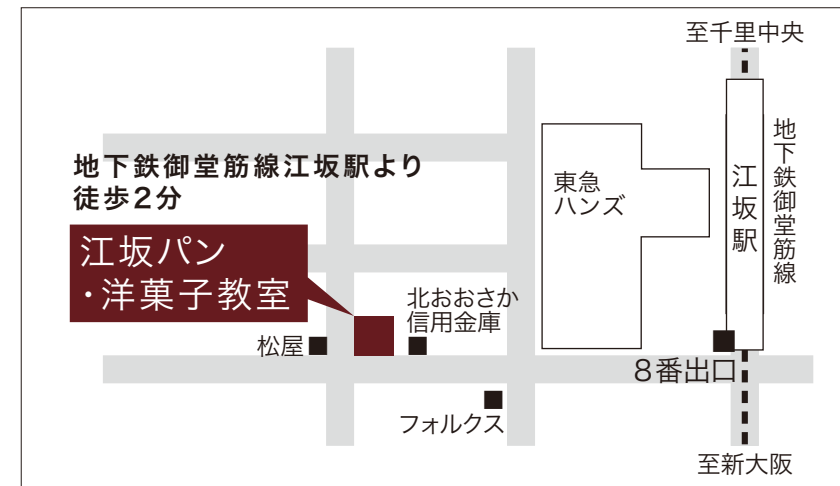 至千里中央
地下鉄御堂筋線
江坂駅
東急
ハンズ
地下鉄御堂筋線江坂駅より
徒歩2分
江坂パン
・洋菓子教室
北おおさか
信用金庫
松屋
8番出口
フォルクス
至新大阪